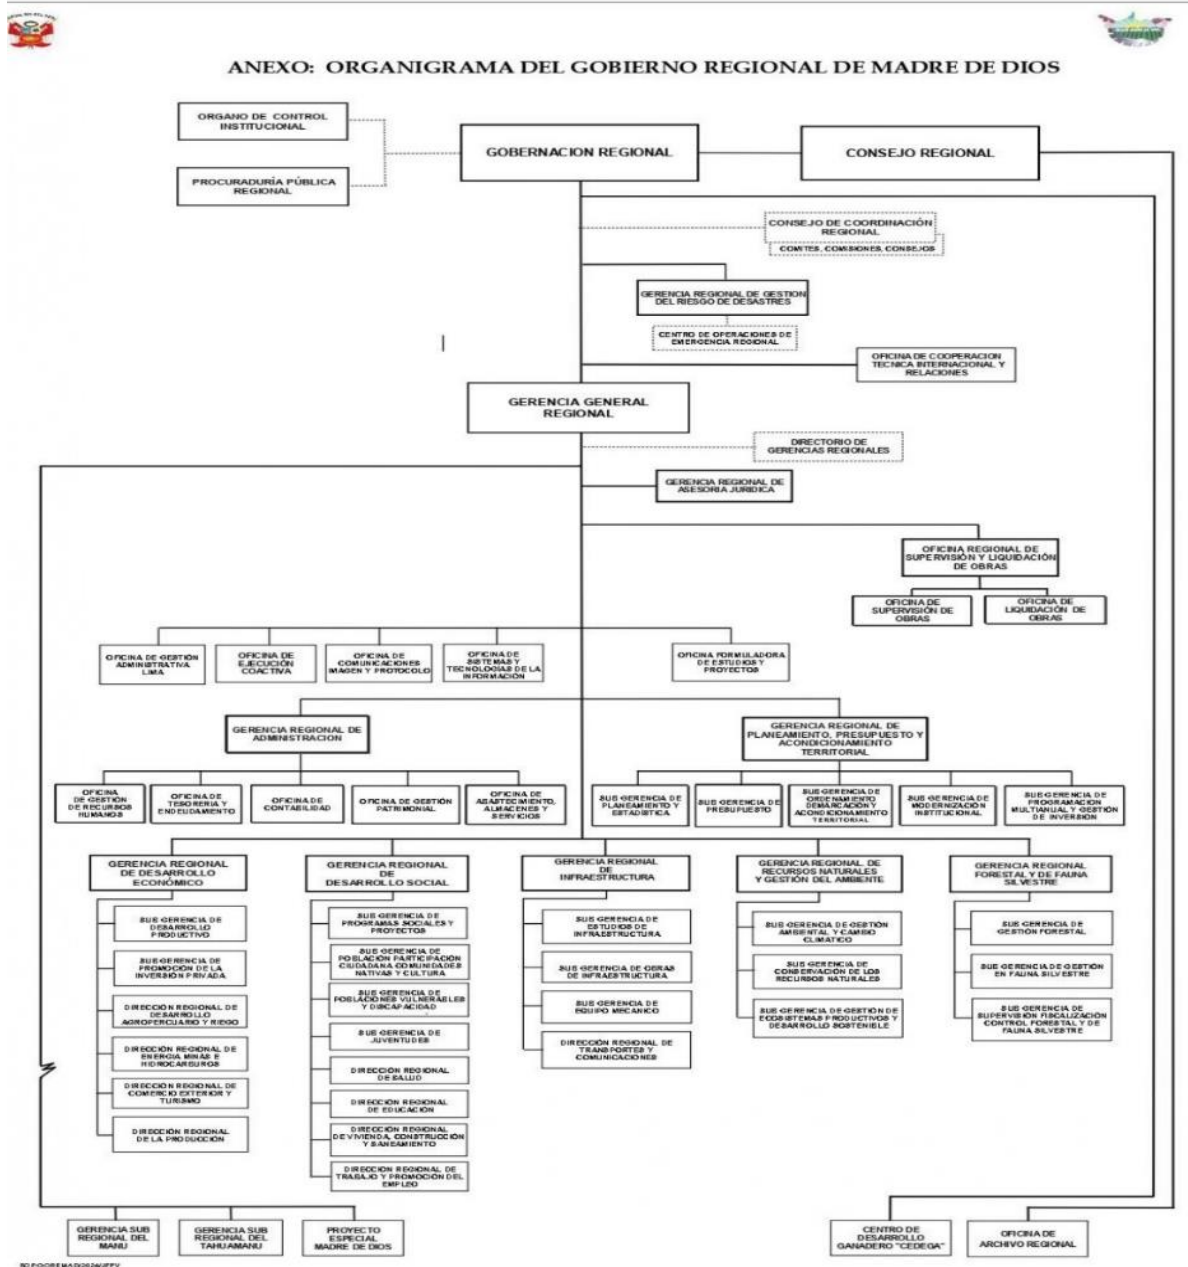 ANEXO: ORGANIGRAMA DEL GOBIERNO REGIONAL DE MADRE DE DIOS
ORGANO DE CONTROL
INSTITUCIONAL
GOBERNACION REGIONAL
CONSEJO REGIONAL
PROCURADURÍA PÚBLICA
REGIONAL
CONSEJO DE COORDINACIÓN
REGIONAL
COMITES, COMISIONES, CONSEJOS
GERENCIA REGIONAL DE GESTION
DEL RIESGO DE DESASTRES
CENTRO DE OPERACIONES DE
EMERGENCIA REGIONAL
OFICINA DE COOPERACION
TECNICA INTERNACIONAL Y
RELACIONES
GERENCIA GENERAL
REGIONAL
DIRECTORIO DE
GERENCIAS REGIONALES
GERENCIA REGIONAL DE
ASESORIA JURIDICA
OFICINA REGIONAL DE
SUPERVISIÓN Y LIQUIDACIÓN
DE OBRAS
OFICINA DE
SUPERVISIÓN DE
OBRAS
OFICINA DE
LIQUIDACIÓN DE
OBRAS
OFICINA DE GESTIÓN
ADMINISTRATIVA
LIMA
OFICINA DE
EJECUCIÓN
COACTIVA
OFICINA DE
COMUNICACIONES
IMAGEN Y PROTOCOLO
OFICINA DE
SISTEMAS Y
TECNOLOGÍAS DE LA
INFORMACIÓN
OFICINA FORMULADORA
DE ESTUDIOS Y
PROYECTOS
GERENCIA REGIONAL DE
ADMINISTRACION
GERENCIA REGIONAL DE
PLANEAMIENTO, PRESUPUESTO Y
ACONDICIONAMIENTO
TERRITORIAL
OFICINA
DE GESTIÓN
DE RECURSOS
HUMANOS
OFICINA DE
TESORERIA Y
ENDEUDAMIENTO
OFICINA DE
CONTABILIDAD
OFICINA DE GESTIÓN
PATRIMONIAL
OFICINA DE
ABASTECIMIENTO,
ALMACENES Y
SERVICIOS
SUB GERENCIA DE
PLANEAMIENTO Y
ESTADISTICA
SUB GERENCIA DE
PRESUPUESTO
SUB GERENCIA DE
ORDENAMIENTO
DEMARCACIÓN Y
ACONDICIONAMIENTO
TERRITORIAL
SUB GERENCIA DE
MODERNIZACIÓN
INSTITUCIONAL
SUB GERENCIA DE
PROGRAMACIÓN
MULTIANUAL Y GESTIÓN
DE INVERSIÓN
GERENCIA REGIONAL
DE DESARROLLO
ECONÓMICO
SUB GERENCIA DE
DESARROLLO
PRODUCTIVO
SUB GERENCIA DE
PROMOCIÓN DE LA
INVERSIÓN PRIVADA
DIRECCIÓN REGIONAL DE
DESARROLLO
AGROPERCUARIO Y RIEGO
DIRECCIÓN REGIONAL DE
ENERGIA MINAS E
HIDROCARBUROS
DIRECCIÓN REGIONAL DE
COMERCIO EXTERIOR Y
TURISMO
DIRECCIÓN REGIONAL
DE LA PRODUCCIÓN
GERENCIA REGIONAL
DE
DESARROLLO SOCIAL
SUB GERENCIA DE
PROGRAMAS SOCIALES Y
PROYECTOS
SUB GERENCIA DE
POBLACIÓN PARTICIPACIÓN
CIUDADANA COMUNIDADES
NATIVAS Y CULTURA
SUB GERENCIA DE
POBLACIONES VULNERABLES
Y DISCAPACIDAD
SUB GERENCIA DE
JUVENTUDES
DIRECCIÓN REGIONAL
DE SALUD
DIRECCIÓN REGIONAL
DE EDUCACIÓN
DIRECCIÓN REGIONAL
DE VIVIENDA, CONSTRUCCIÓN
Y SANEAMIENTO
DIRECCION REGIONAL DE
TRABAJO Y PROMOCIÓN DEL
EMPLEO
GERENCIA REGIONAL
DE
INFRAESTRUCTURA
SUB GERENCIA DE
ESTUDIOS DE
INFRAESTRUCTURA
SUB GERENCIA DE OBRAS
DE INFRAESTRUCTURA
SUB GERENCIA DE
EQUIPO MECANICO
DIRECCIÓN REGIONAL DE
TRANSPORTES Y
COMUNICACIONES
GERENCIA REGIONAL DE
RECURSOS NATURALES
Y GESTIÓN DEL AMBIENTE
SUB GERENCIA DE GESTIÓN
AMBIENTAL Y CAMBIO
CLIMATICO
SUB GERENCIA DE
CONSERVACIÓN DE LOS
RECURSOS NATURALES
SUB GERENCIA DE GESTIÓN DE
ECOSISTEMAS PRODUCTIVOS Y
DESARROLLO SOSTENIBLE
GERENCIA REGIONAL
FORESTAL Y DE FAUNA
SILVESTRE
SUB GERENCIA DE
GESTIÓN FORESTAL
SUB GERENCIA DE GESTIÓN
EN FAUNA SILVESTRE
SUB GERENCIA DE
SUPERVISIÓN FISCALIZACIÓN
CONTROL FORESTAL Y DE
FAUNA SILVESTRE
GERENCIA SUB
REGIONAL DEL
MANU
GERENCIA SUB
REGIONAL DEL
TAHUAMANU
PROYECTO
ESPECIAL
MADRE DE DIOS
CENTRO DE
DESARROLLO
GANADERO "CEDEGA"
OFICINA DE
ARCHIVO REGIONAL